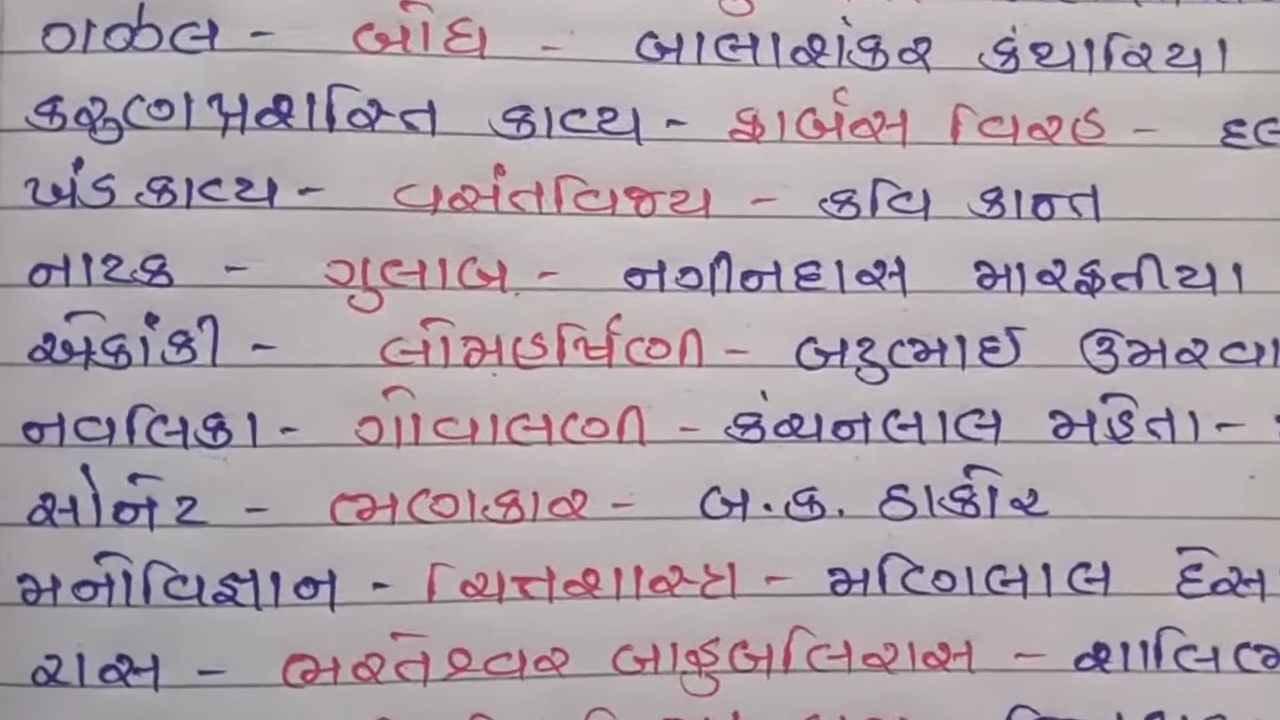 ગઝલ - બોધ - બાલાશંકર કંથારિયા
કરુણપ્રશસ્તિ કાવ્ય - ફાર્બસ વિરહ -
ખંડકાવ્ય - વસંતવિજય - કવિ કાન્ત
નાટક - ગુલાબ - નગીનદાસ મારફતીયા
એકાંકી - લોમહર્ષિણી - બટુભાઈ ઉમરવા
નવલિકા - ગોવાલણી - કંચનલાલ મહેતા -
સોનેટ - ભણકાર - બ.ક. ઠાકોર
મનોવિજ્ઞાન - ચિત્તશાસ્ત્ર - મણિલાલ દેસ
રાસ - ભરતેશ્વર બાહુબલિરાસ - શાલિભ